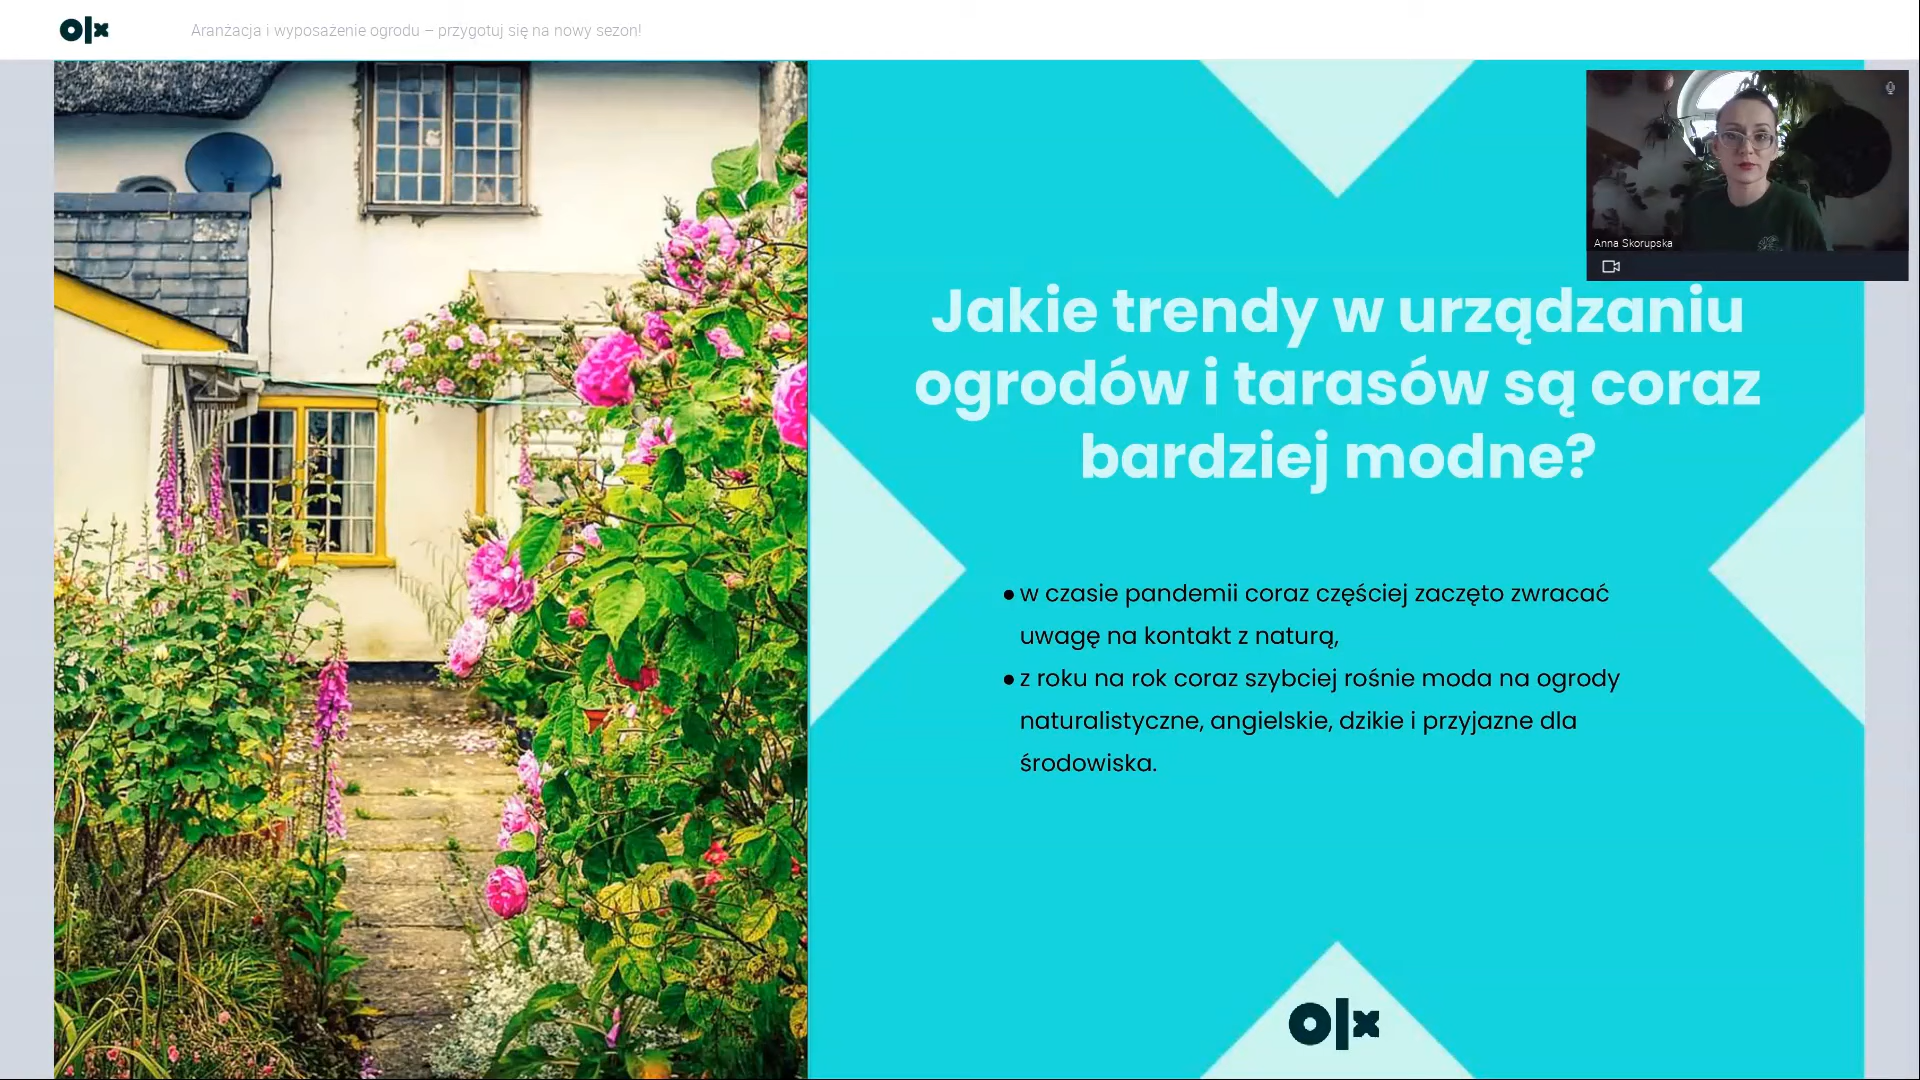 olx
Aranżacja i wyposażenie ogrodu – przygotuj się na nowy sezon!
Anna Skorupska
Jakie trendy w urządzaniu
ogrodów i tarasów są coraz
bardziej modne?
● w czasie pandemii coraz częściej zaczęto zwracać
uwagę na kontakt z naturą,
● z roku na rok coraz szybciej rośnie moda na ogrody
naturalistyczne, angielskie, dzikie i przyjazne dla
środowiska.
olx